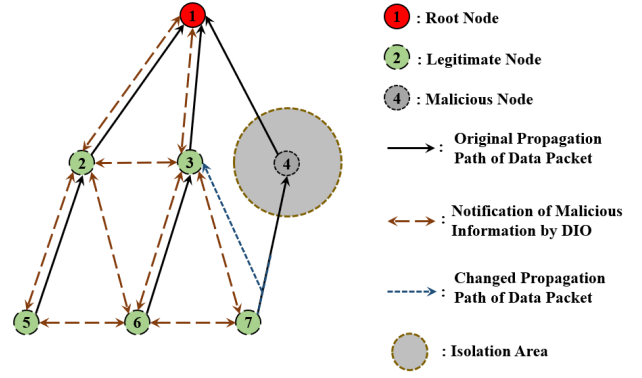 1
: Root Node
2
: Legitimate Node
4
: Malicious Node
: Original Propagation
Path of Data Packet
: Notification of Malicious
Information by DIO
: Changed Propagation
Path of Data Packet
: Isolation Area
1
2
3
4
5
6
7